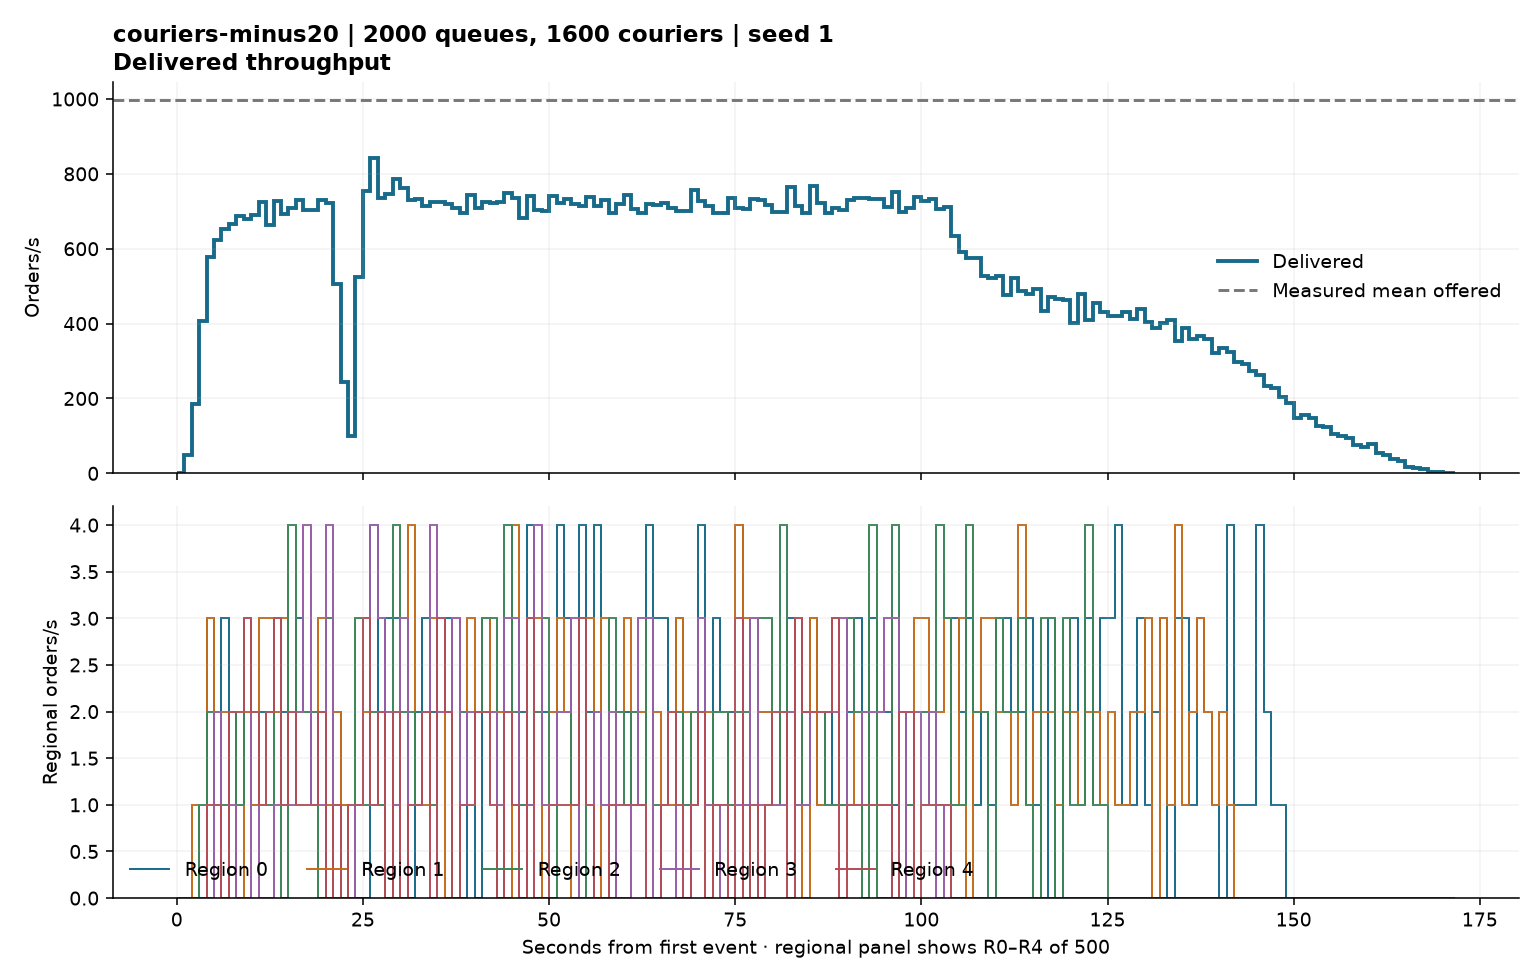 couriers-minus20 | 2000 queues, 1600 couriers | seed 1
Delivered throughput
1000
800
600
400
200
0
Orders/s
Delivered
Measured mean offered
4.0
3.5
3.0
2.5
2.0
1.5
1.0
0.5
0.0
Regional orders/s
Region 0 Region 1 Region 2 Region 3 Region 4
0 25 50 75 100 125 150 175
Seconds from first event · regional panel shows R0–R4 of 500